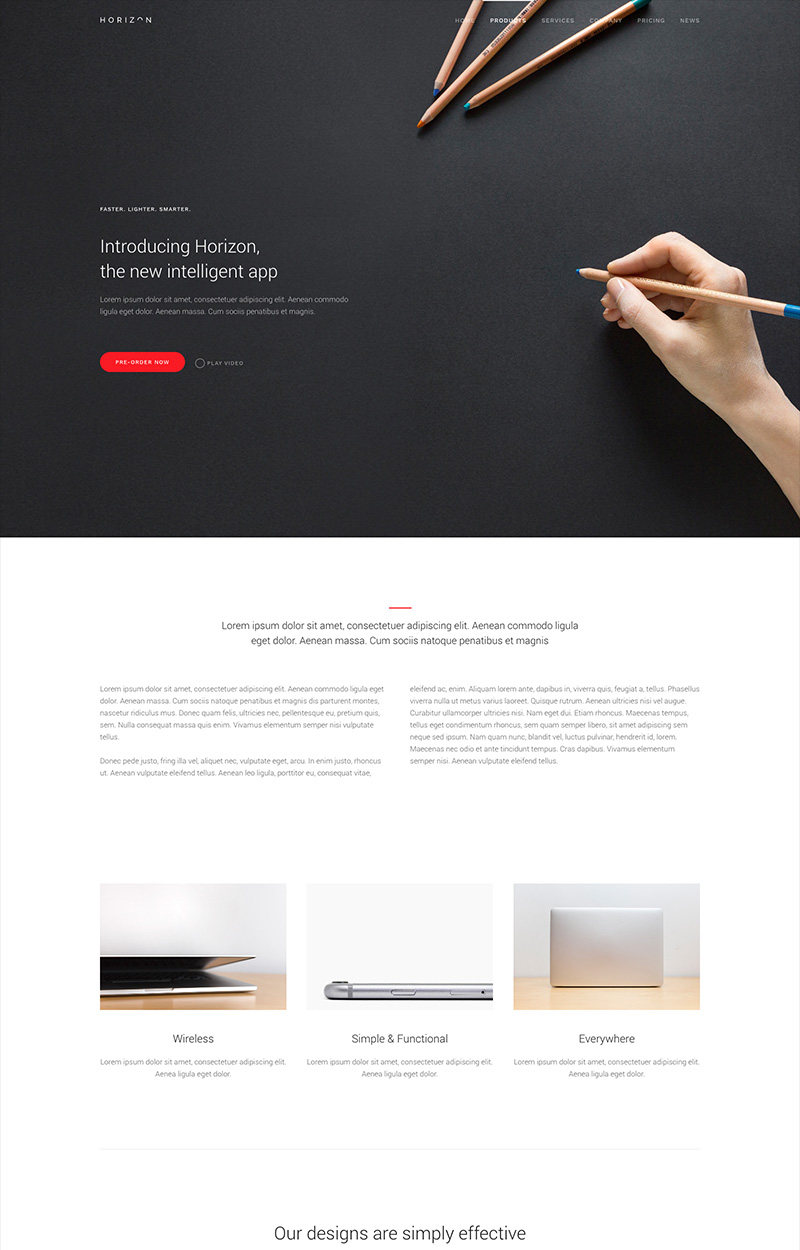 HORIZON
HOME PRODUCTS SERVICES COMPANY PRICING NEWS
FASTER. LIGHTER. SMARTER.
Introducing Horizon,
the new intelligent app
Lorem ipsum dolor sit amet, consectetuer adipiscing elit. Aenean commodo
ligula eget dolor. Aenean massa. Cum sociis penatibus et magnis.
PRE-ORDER NOW
PLAY VIDEO
Lorem ipsum dolor sit amet, consectetuer adipiscing elit. Aenean commodo ligula
eget dolor. Aenean massa. Cum sociis natoque penatibus et magnis
Lorem ipsum dolor sit amet, consectetuer adipiscing elit. Aenean commodo ligula eget
dolor. Aenean massa. Cum sociis natoque penatibus et magnis dis parturent montes,
nascetur ridiculus mus. Donec quam felis, ultricies nec, pellentesque eu, pretium quis,
sem. Nulla consequat massa quis enim. Vivamus elementum semper nisi vulputate
tellus.
Donec pede justo, fring illa vel, aliquet nec, vulputate eget, arcu. In enim justo, rhoncus
ut. Aenean vulputate eleifend tellus. Aenean leo ligula, porttitor eu, consequat vitae,
eleifend ac, enim. Aliquam lorem ante, dapibus in, viverra quis, feugiat a, tellus. Phasellus
viverra nulla ut metus varius laoreet. Quisque rutrum. Aenean ultricies nisi vel augue.
Curabitur ullamcorper ultricies nisi. Nam eget dui. Etiam rhoncus. Maecenas tempus,
tellus eget condimentum rhoncus, sem quam semper libero, sit amet adipiscing sem
neque sed ipsum. Nam quam nunc, blandit vel, luctus pulvinar, hendrerit id, lorem.
Maecenas nec odio et ante tincidunt tempus. Cras dapibus. Vivamus elementum
semper nisi. Aenean vulputate eleifend tellus.
Wireless
Lorem ipsum dolor sit amet, consectetuer adipiscing elit.
Aenea ligula eget dolor.
Simple & Functional
Lorem ipsum dolor sit amet, consectetuer adipiscing elit.
Aenea ligula eget dolor.
Everywhere
Lorem ipsum dolor sit amet, consectetuer adipiscing elit.
Aenea ligula eget dolor.
Our designs are simply effective